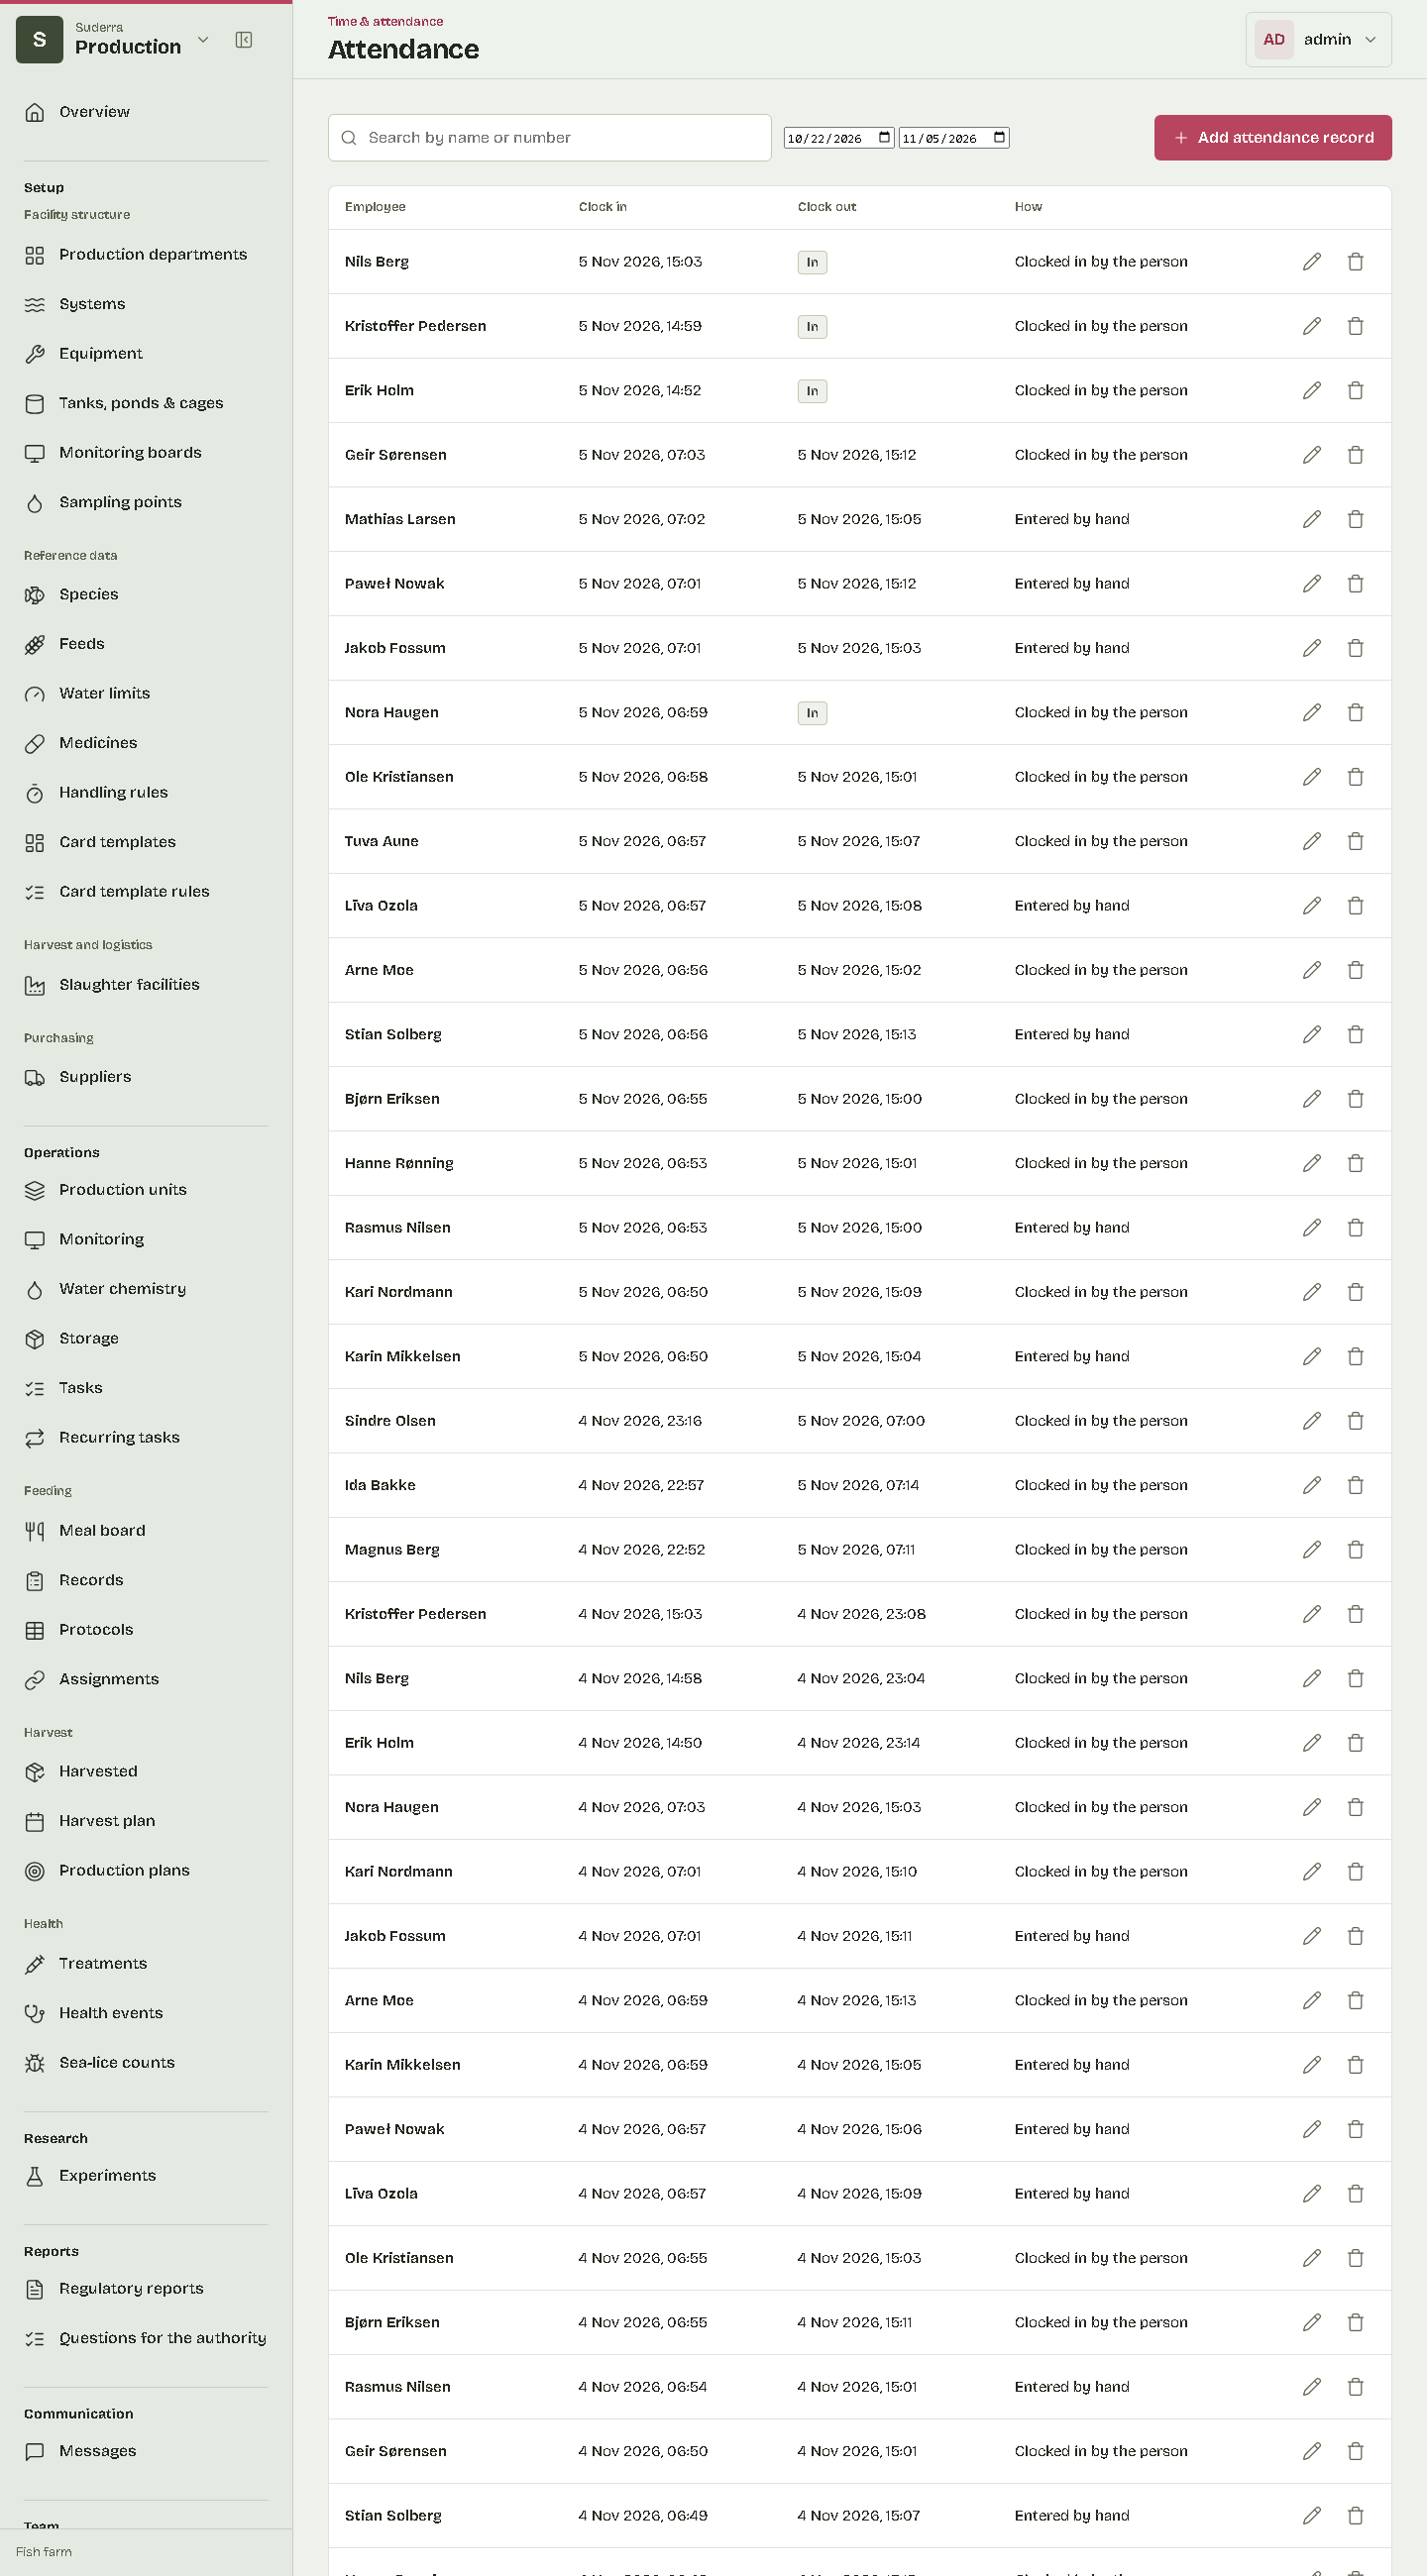 S
Suderra
Production
Overview
Setup
Facility structure
Production departments
Systems
Equipment
Tanks, ponds & cages
Monitoring boards
Sampling points
Reference data
Species
Feeds
Water limits
Medicines
Handling rules
Card templates
Card template rules
Harvest and logistics
Slaughter facilities
Purchasing
Suppliers
Operations
Production units
Monitoring
Water chemistry
Storage
Tasks
Recurring tasks
Feeding
Meal board
Records
Protocols
Assignments
Harvest
Harvested
Harvest plan
Production plans
Health
Treatments
Health events
Sea-lice counts
Research
Experiments
Reports
Regulatory reports
Questions for the authority
Communication
Messages
Team
Fish farm
Time & attendance
Attendance
AD admin
Search by name or number 10/22/2026 11/05/2026 Add attendance record
Employee Clock in Clock out How
Nils Berg 5 Nov 2026, 15:03 In Clocked in by the person
Kristoffer Pedersen 5 Nov 2026, 14:59 In Clocked in by the person
Erik Holm 5 Nov 2026, 14:52 In Clocked in by the person
Geir Sørensen 5 Nov 2026, 07:03 5 Nov 2026, 15:12 Clocked in by the person
Mathias Larsen 5 Nov 2026, 07:02 5 Nov 2026, 15:05 Entered by hand
Paweł Nowak 5 Nov 2026, 07:01 5 Nov 2026, 15:12 Entered by hand
Jakob Fossum 5 Nov 2026, 07:01 5 Nov 2026, 15:03 Entered by hand
Nora Haugen 5 Nov 2026, 06:59 In Clocked in by the person
Ole Kristiansen 5 Nov 2026, 06:58 5 Nov 2026, 15:01 Clocked in by the person
Tuva Aune 5 Nov 2026, 06:57 5 Nov 2026, 15:07 Clocked in by the person
Līva Ozola 5 Nov 2026, 06:57 5 Nov 2026, 15:08 Entered by hand
Arne Moe 5 Nov 2026, 06:56 5 Nov 2026, 15:02 Clocked in by the person
Stian Solberg 5 Nov 2026, 06:56 5 Nov 2026, 15:13 Entered by hand
Bjørn Eriksen 5 Nov 2026, 06:55 5 Nov 2026, 15:00 Clocked in by the person
Hanne Rønning 5 Nov 2026, 06:53 5 Nov 2026, 15:01 Clocked in by the person
Rasmus Nilsen 5 Nov 2026, 06:53 5 Nov 2026, 15:00 Entered by hand
Kari Nordmann 5 Nov 2026, 06:50 5 Nov 2026, 15:09 Clocked in by the person
Karin Mikkelsen 5 Nov 2026, 06:50 5 Nov 2026, 15:04 Entered by hand
Sindre Olsen 4 Nov 2026, 23:16 5 Nov 2026, 07:00 Clocked in by the person
Ida Bakke 4 Nov 2026, 22:57 5 Nov 2026, 07:14 Clocked in by the person
Magnus Berg 4 Nov 2026, 22:52 5 Nov 2026, 07:11 Clocked in by the person
Kristoffer Pedersen 4 Nov 2026, 15:03 4 Nov 2026, 23:08 Clocked in by the person
Nils Berg 4 Nov 2026, 14:58 4 Nov 2026, 23:04 Clocked in by the person
Erik Holm 4 Nov 2026, 14:50 4 Nov 2026, 23:14 Clocked in by the person
Nora Haugen 4 Nov 2026, 07:03 4 Nov 2026, 15:03 Clocked in by the person
Kari Nordmann 4 Nov 2026, 07:01 4 Nov 2026, 15:10 Clocked in by the person
Jakob Fossum 4 Nov 2026, 07:01 4 Nov 2026, 15:11 Entered by hand
Arne Moe 4 Nov 2026, 06:59 4 Nov 2026, 15:13 Clocked in by the person
Karin Mikkelsen 4 Nov 2026, 06:59 4 Nov 2026, 15:05 Entered by hand
Paweł Nowak 4 Nov 2026, 06:57 4 Nov 2026, 15:06 Entered by hand
Līva Ozola 4 Nov 2026, 06:57 4 Nov 2026, 15:09 Entered by hand
Ole Kristiansen 4 Nov 2026, 06:55 4 Nov 2026, 15:03 Clocked in by the person
Bjørn Eriksen 4 Nov 2026, 06:55 4 Nov 2026, 15:11 Clocked in by the person
Rasmus Nilsen 4 Nov 2026, 06:54 4 Nov 2026, 15:01 Entered by hand
Geir Sørensen 4 Nov 2026, 06:50 4 Nov 2026, 15:01 Clocked in by the person
Stian Solberg 4 Nov 2026, 06:49 4 Nov 2026, 15:07 Entered by hand